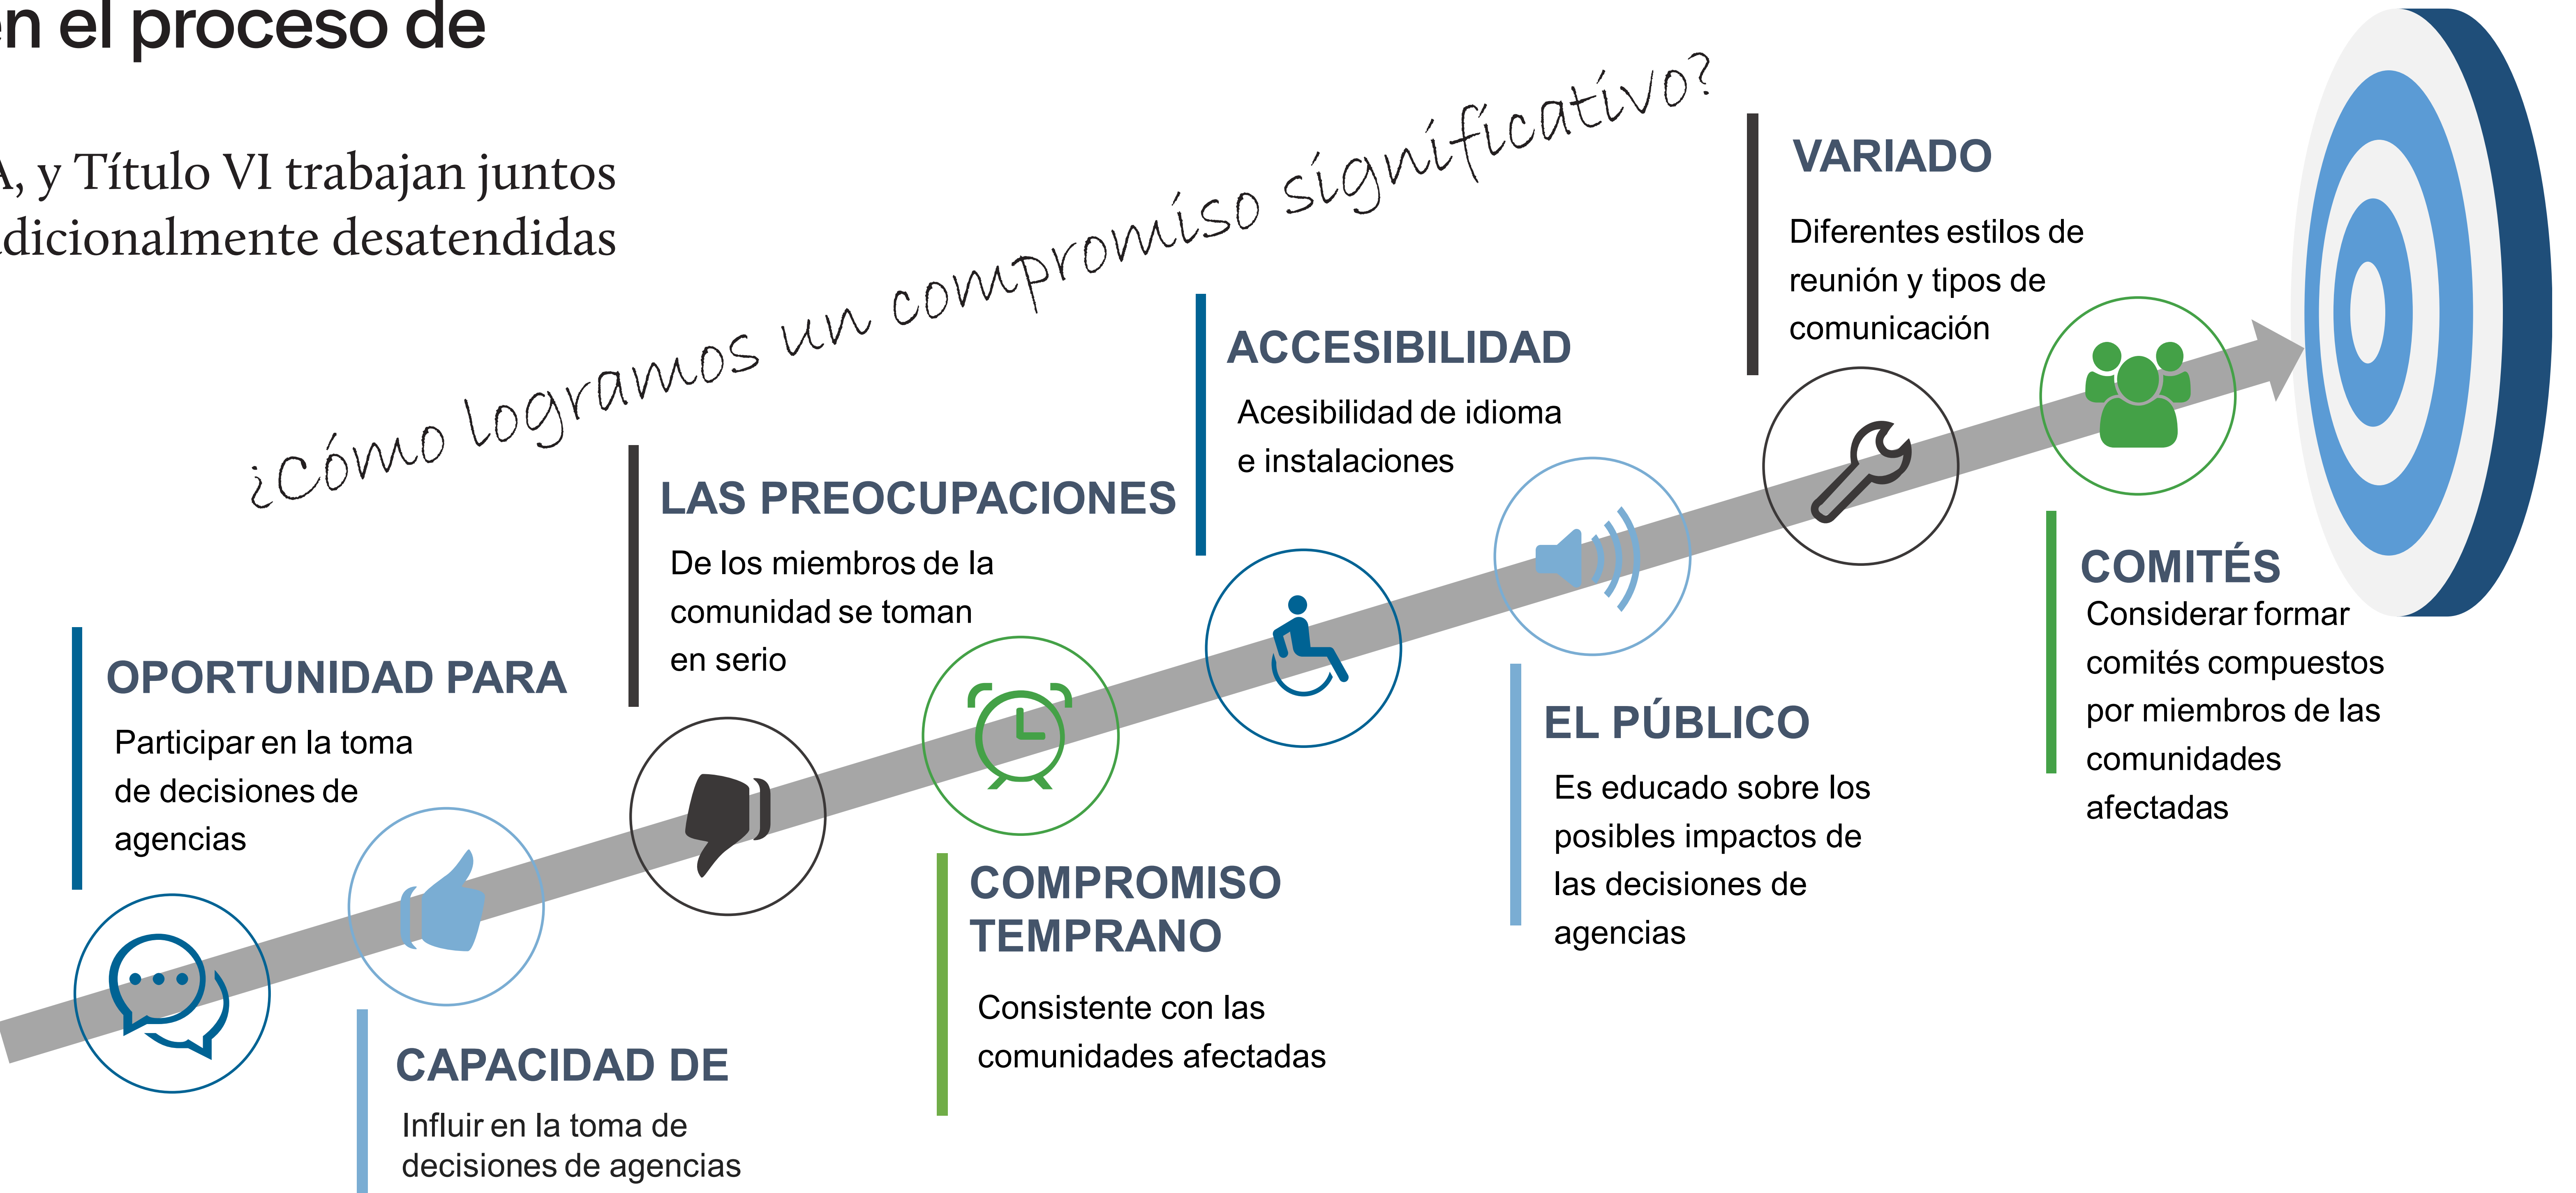 en el proceso de
A, y Título VI trabajan juntos
adicionalmente desatendidas
¿Cómo logramos un compromiso significativo?
OPORTUNIDAD PARA
Participar en la toma
de decisiones de
agencias
CAPACIDAD DE
Influir en la toma de
decisiones de agencias
LAS PREOCUPACIONES
De los miembros de la
comunidad se toman
en serio
COMPROMISO
TEMPRANO
Consistente con las
comunidades afectadas
ACCESIBILIDAD
Acesibilidad de idioma
e instalaciones
EL PÚBLICO
Es educado sobre los
posibles impactos de
las decisiones de
agencias
VARIADO
Diferentes estilos de
reunión y tipos de
comunicación
COMITÉS
Considerar formar
comités compuestos
por miembros de las
comunidades
afectadas